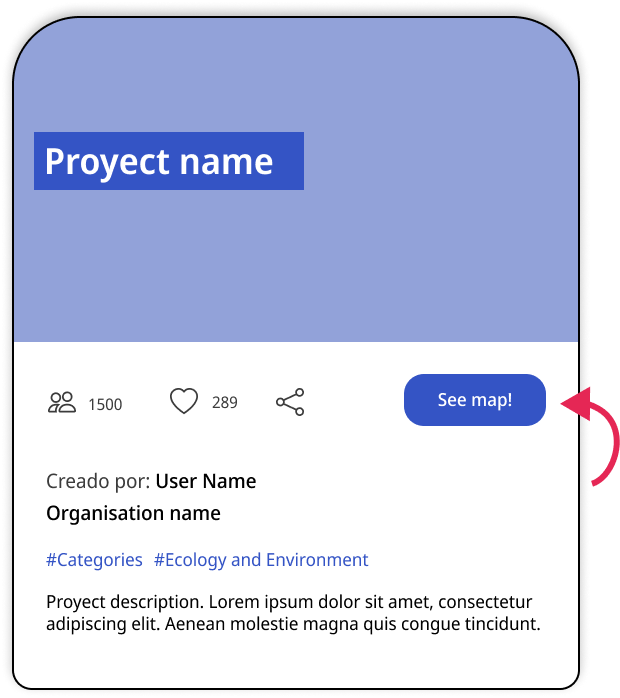 Proyect name
1500
289
See map!
Creado por: User Name
Organisation name
#Categories #Ecology and Environment
Proyect description. Lorem ipsum dolor sit amet, consectetur
adipiscing elit. Aenean molestie magna quis congue tincidunt.